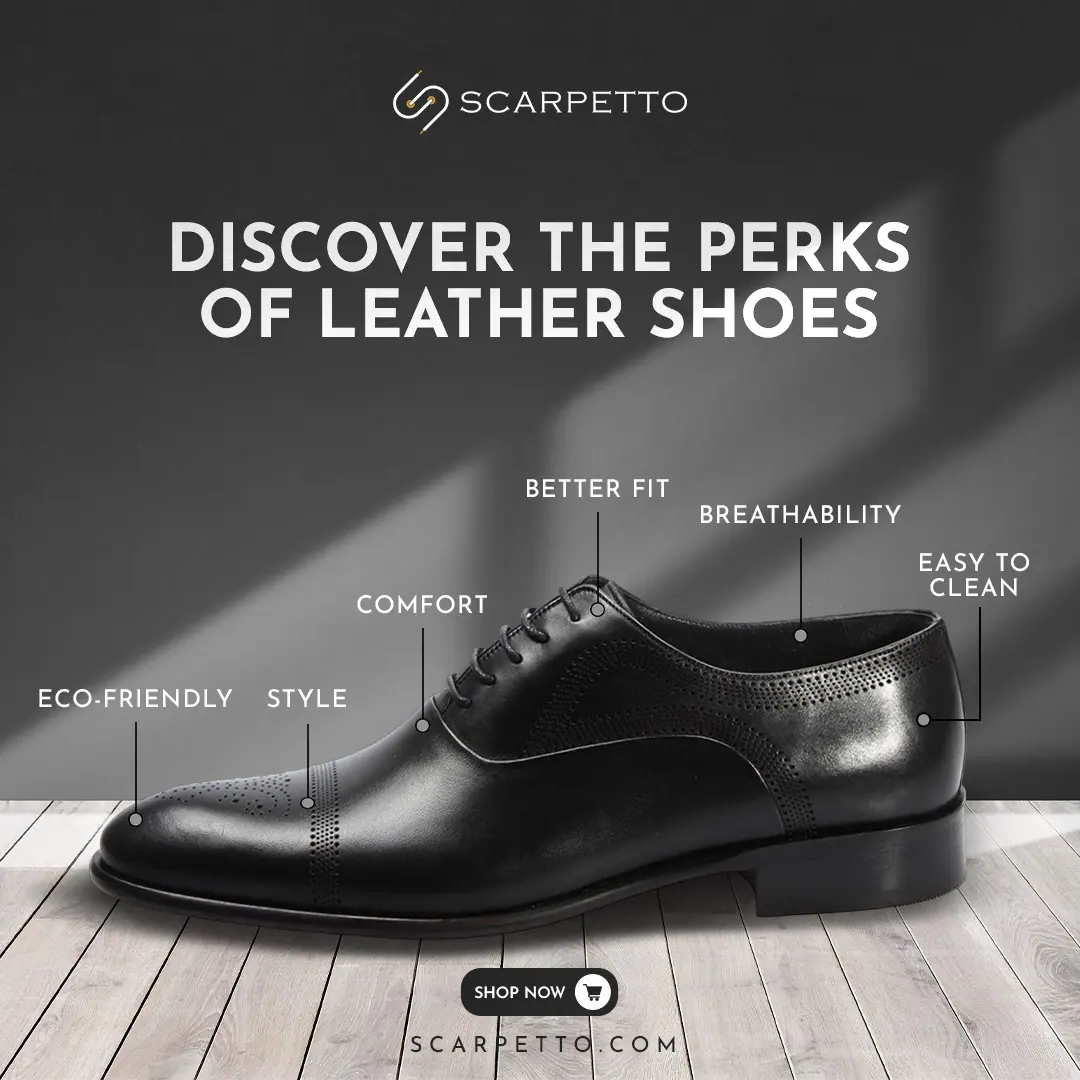 SCARPETTO
DISCOVER THE PERKS
OF LEATHER SHOES
BETTER FIT
BREATHABILITY
EASY TO
CLEAN
COMFORT
ECO-FRIENDLY
STYLE
SHOP NOW
SCARPETTO.COM